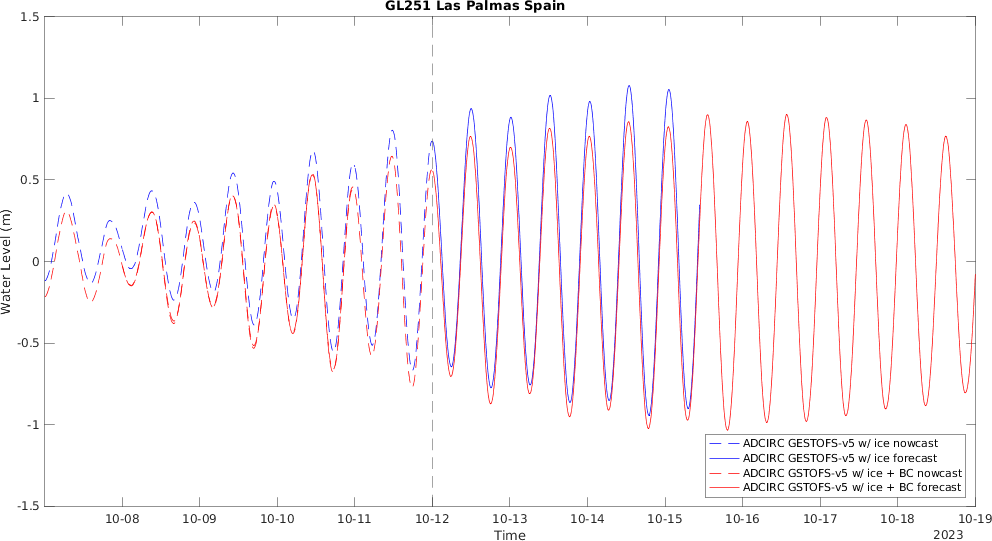 GL251 Las Palmas Spain
1.5
1
0.5
0
-0.5
-1
-1.5
Water Level (m)
10-08 10-09 10-10 10-11 10-12 10-13 10-14 10-15 10-16 10-17 10-18 10-19
Time
2023
ADCIRC GESTOFS-v5 w/ ice nowcast
ADCIRC GESTOFS-v5 w/ ice forecast
ADCIRC GSTOFS-v5 w/ ice + BC nowcast
ADCIRC GSTOFS-v5 w/ ice + BC forecast